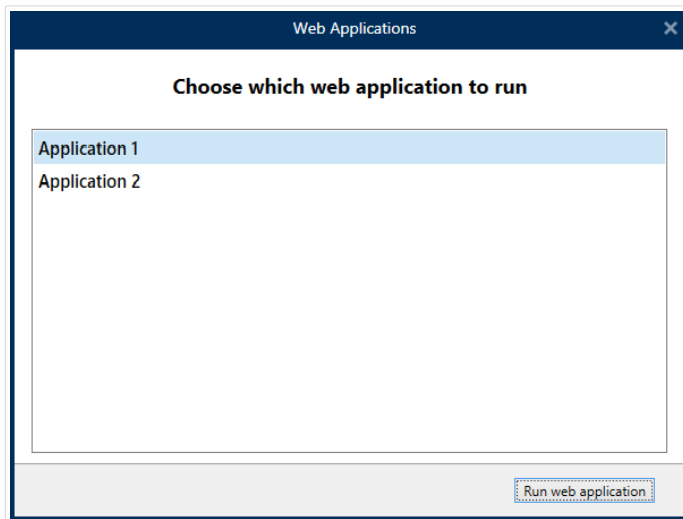 Web Applications
Choose which web application to run
Application 1
Application 2
Run web application